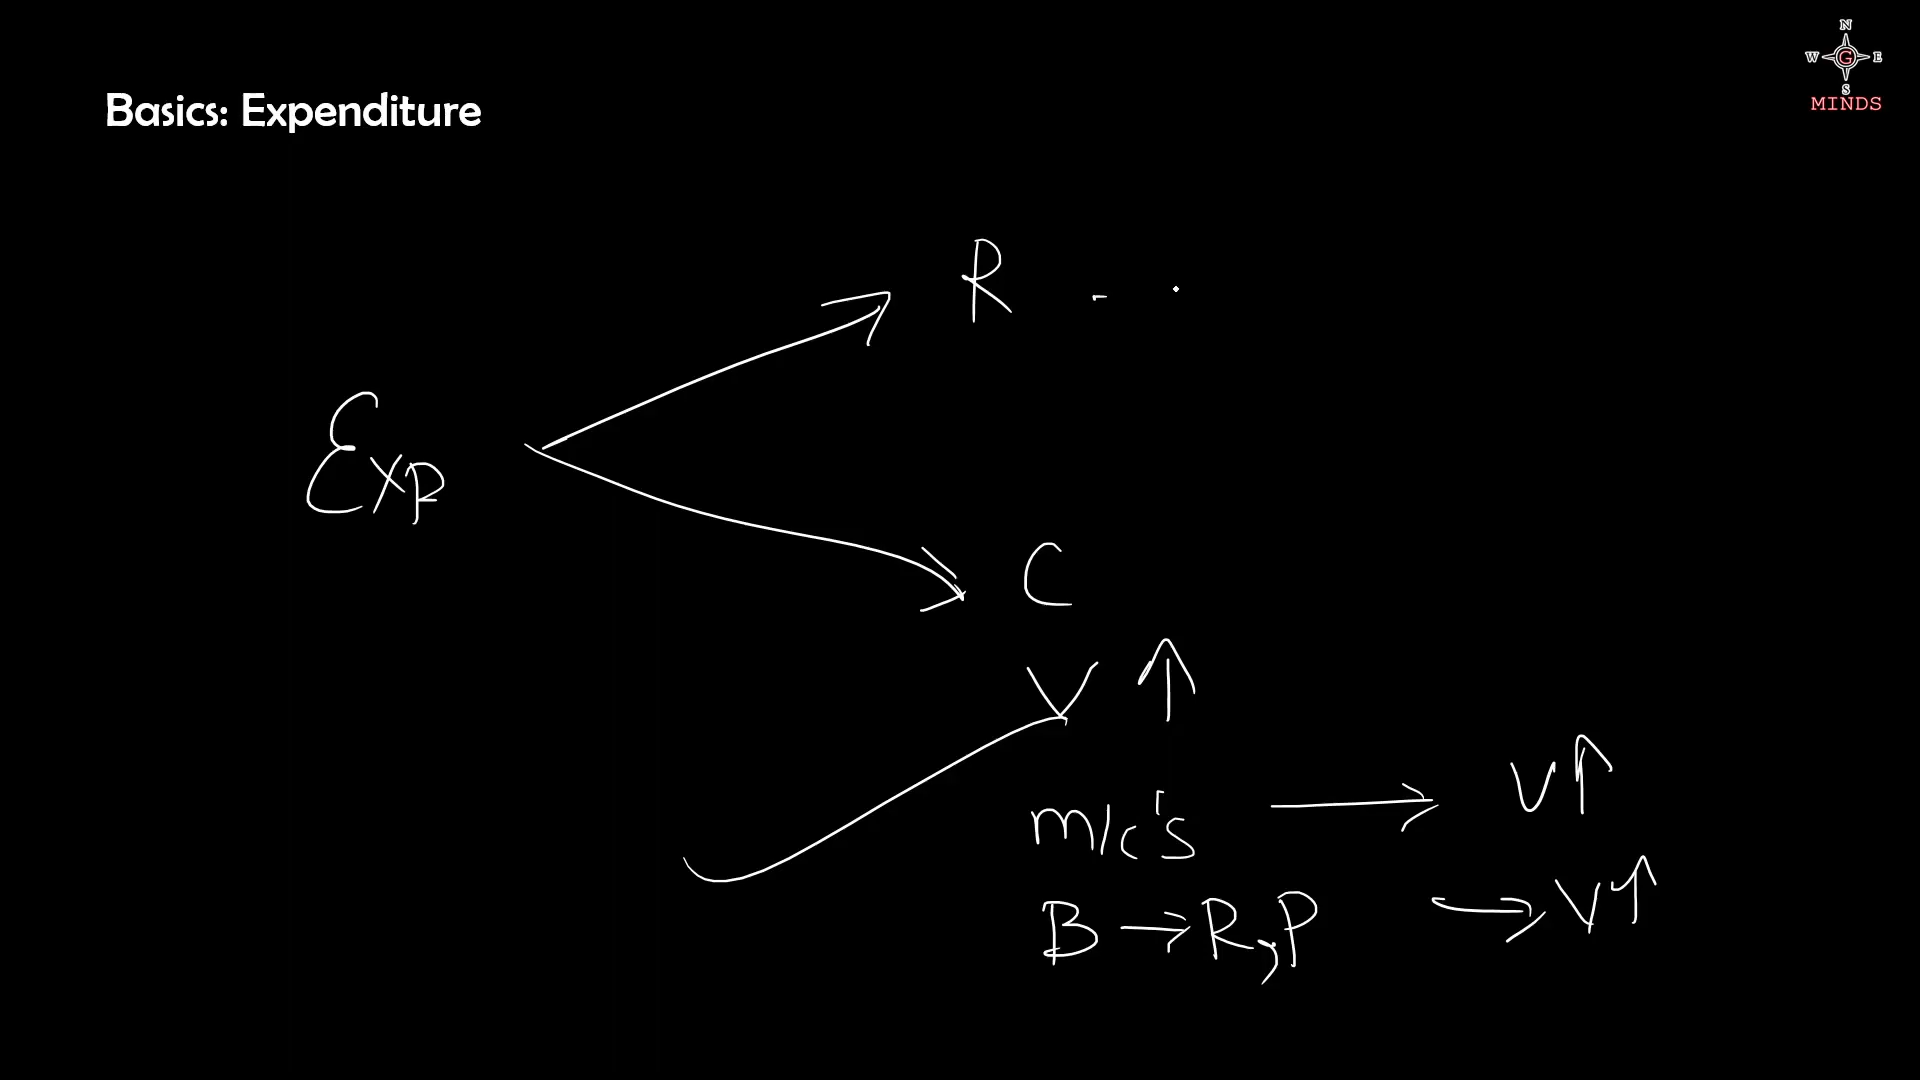 N
W G E
S
MINDS
Basics: Expenditure
R -
Exp
C
V ↑
m/c's → V↑
B → R, P → V↑